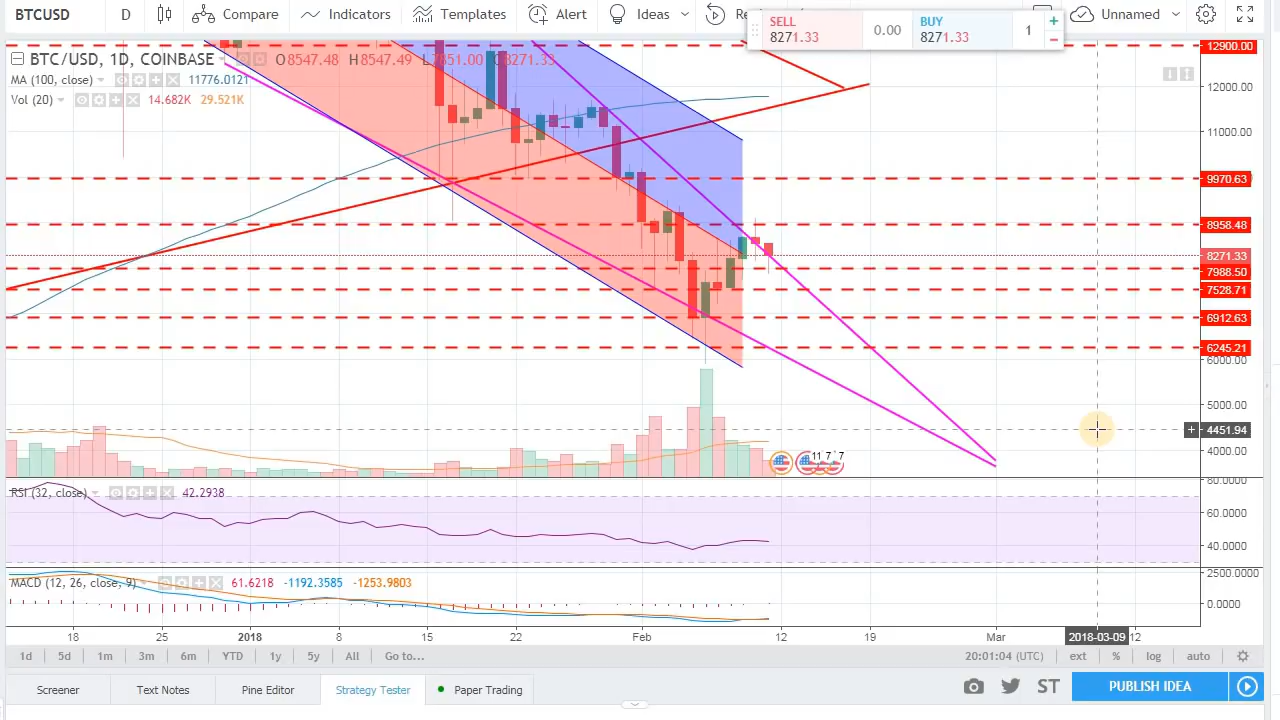 BTCUSD D Compare Indicators Templates Alert Ideas Unnamed
SELL 8271.33 0.00 BUY 8271.33 1
BTC/USD, 1D, COINBASE O8547.48 H8547.49 L7851.00 C8271.33
MA (100, close) 11776.0121
Vol (20) 14.682K 29.521K
12900.00
12000.00
11000.00
9970.63
8958.48
8271.33
7988.50
7528.71
6912.63
6245.21
6000.00
5000.00
4451.94
4000.00
11 7 7
RSI (32, close) 42.2938
80.0000
60.0000
40.0000
MACD (12, 26, close, 9) 61.6218 -1192.3585 -1253.9803
2500.0000
0.0000
18 25 2018 8 15 22 Feb 12 19 Mar 2018-03-09 12
1d 5d 1m 3m 6m YTD 1y 5y All Go to... 20:01:04 (UTC) ext % log auto
Screener Text Notes Pine Editor Strategy Tester Paper Trading ST PUBLISH IDEA